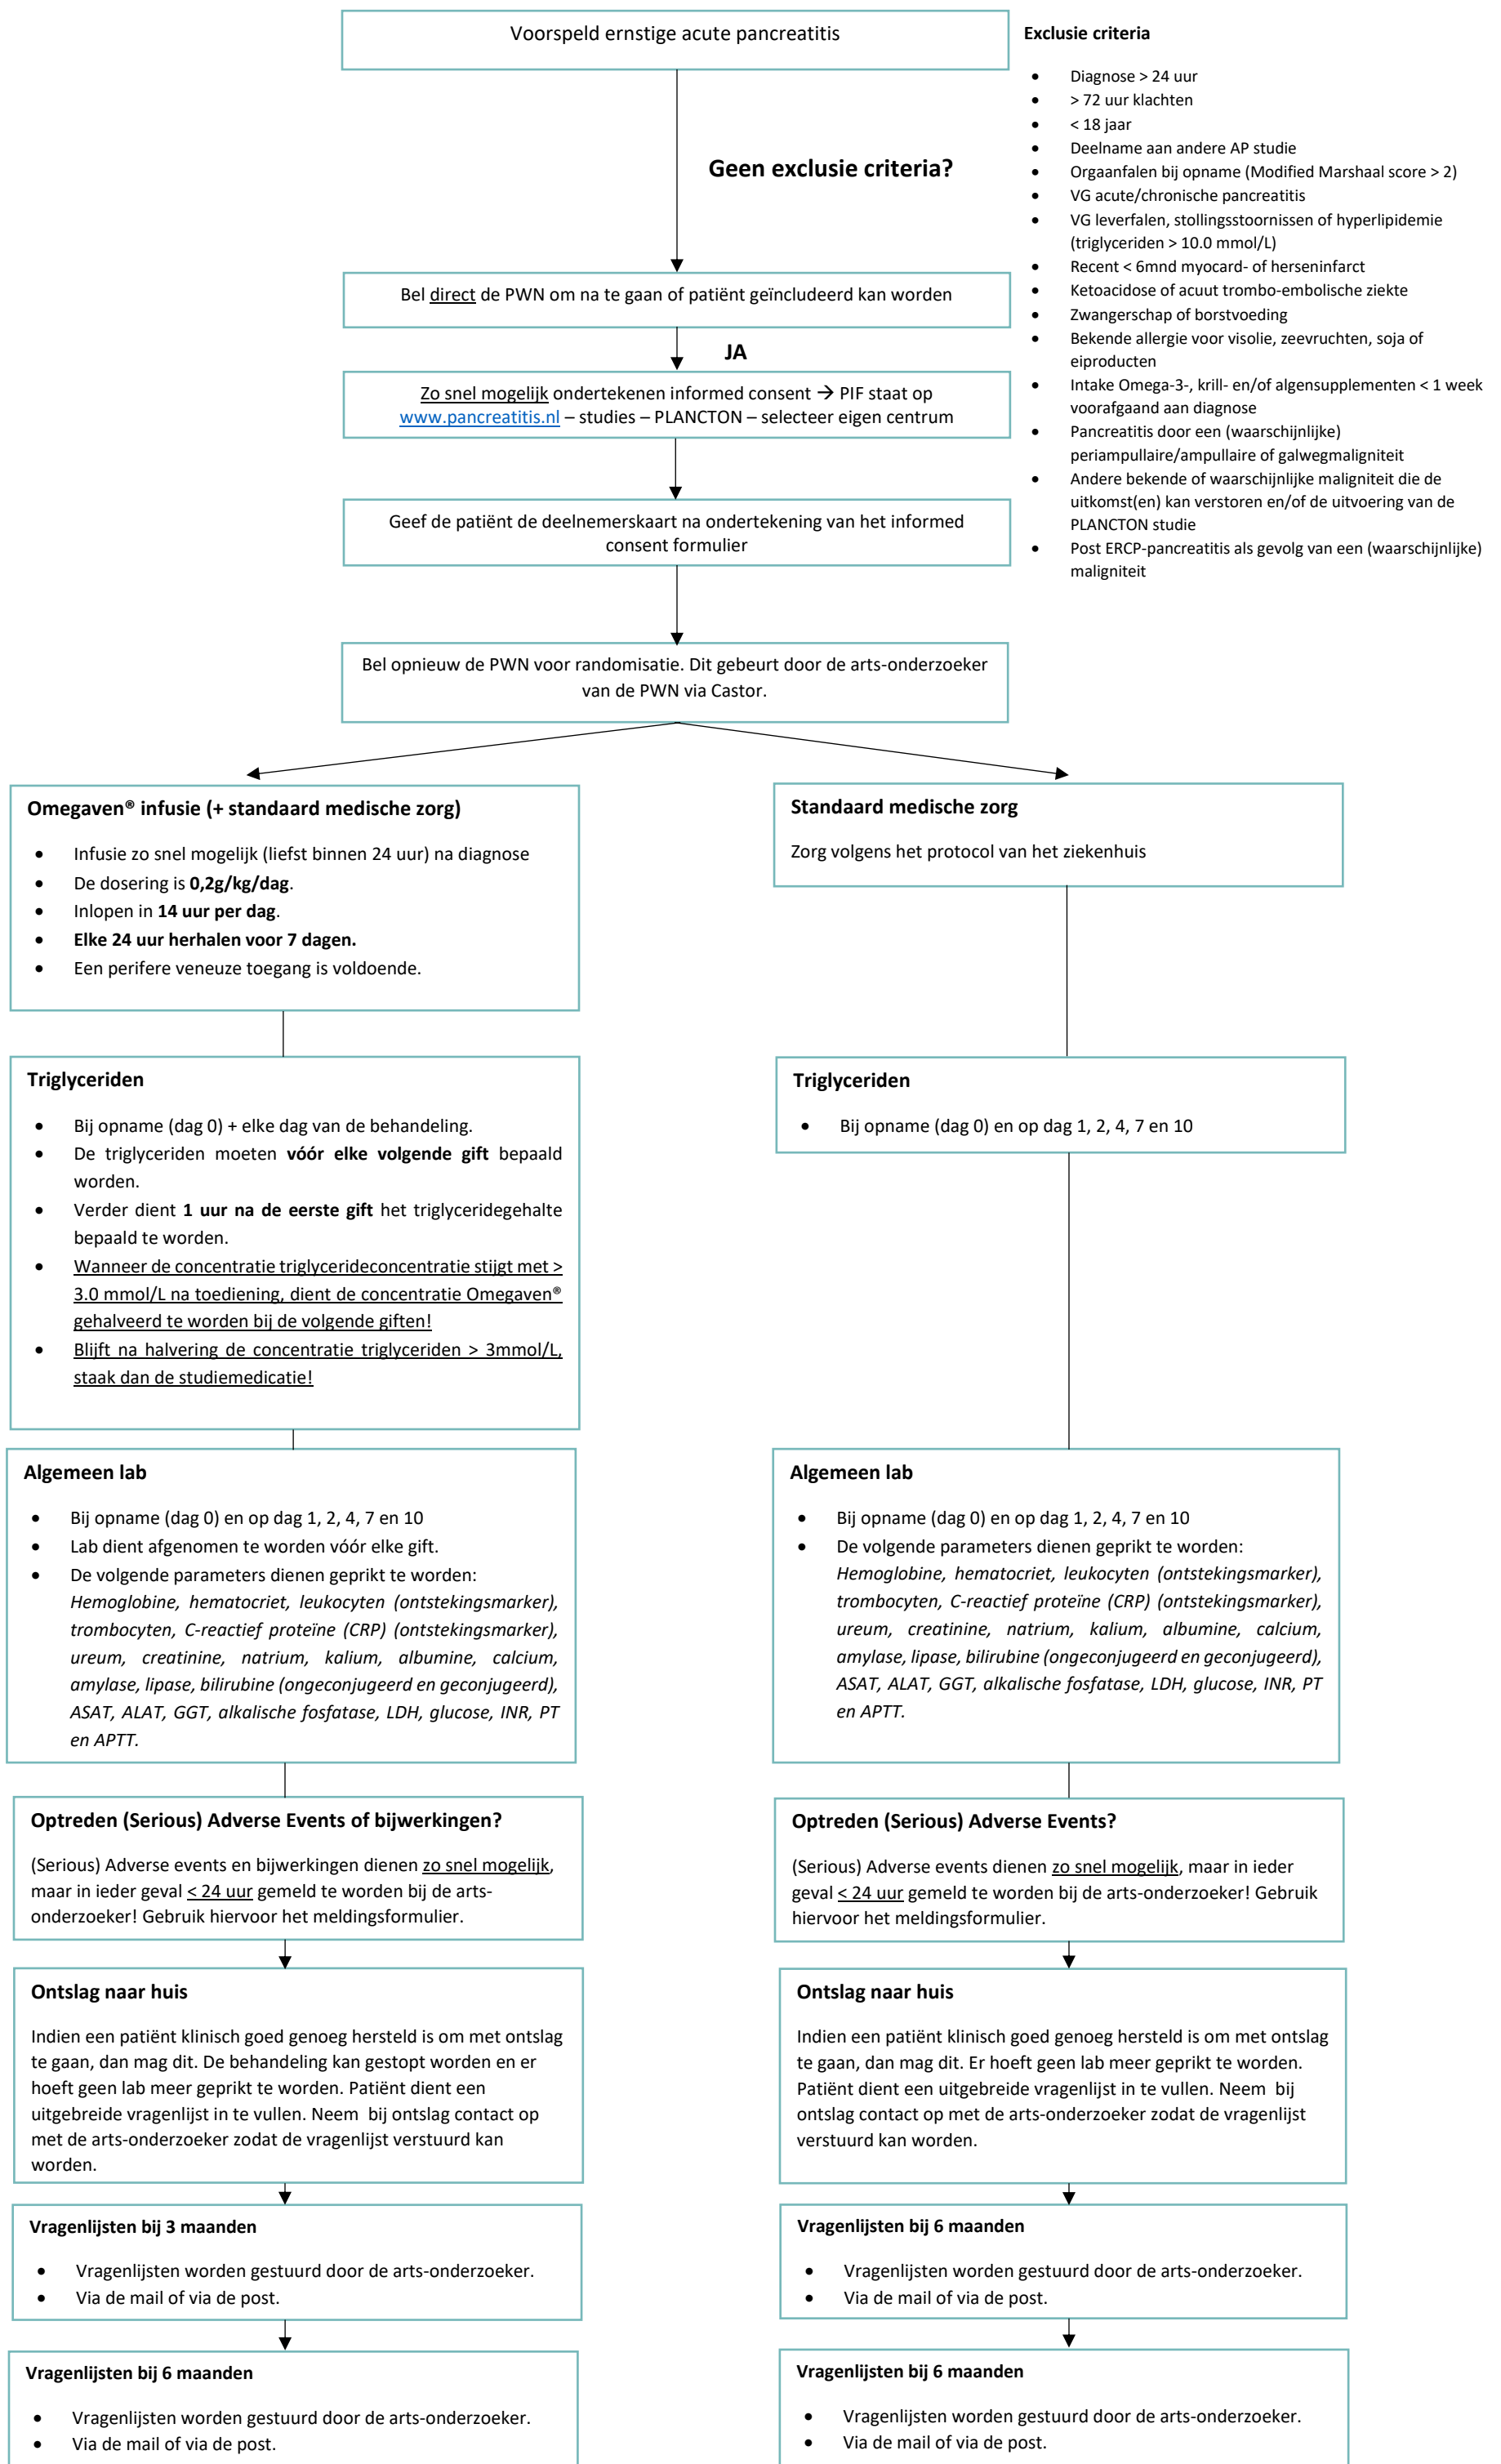 Voorspeld ernstige acute pancreatitis
Exclusie criteria
• Diagnose > 24 uur
• > 72 uur klachten
• < 18 jaar
• Deelname aan andere AP studie
• Orgaanfalen bij opname (Modified Marshaal score > 2)
• VG acute/chronische pancreatitis
• VG leverfalen, stollingsstoornissen of hyperlipidemie
(triglyceriden > 10.0 mmol/L)
• Recent < 6mnd myocard- of herseninfarct
• Ketoacidose of acuut trombo-embolische ziekte
• Zwangerschap of borstvoeding
• Bekende allergie voor visolie, zeevruchten, soja of
eiproducten
• Intake Omega-3-, krill- en/of algensupplementen < 1 week
voorafgaand aan diagnose
• Pancreatitis door een (waarschijnlijke)
periampullaire/ampullaire of galwegmaligniteit
• Andere bekende of waarschijnlijke maligniteit die de
uitkomst(en) kan verstoren en/of de uitvoering van de
PLANCTON studie
• Post ERCP-pancreatitis als gevolg van een (waarschijnlijke)
maligniteit
Geen exclusie criteria?
Bel direct de PWN om na te gaan of patiënt geïncludeerd kan worden
JA
Zo snel mogelijk ondertekenen informed consent → PIF staat op
www.pancreatitis.nl – studies – PLANCTON – selecteer eigen centrum
Geef de patiënt de deelnemerskaart na ondertekening van het informed
consent formulier
Bel opnieuw de PWN voor randomisatie. Dit gebeurt door de arts-onderzoeker
van de PWN via Castor.
Omegaven® infusie (+ standaard medische zorg)
• Infusie zo snel mogelijk (liefst binnen 24 uur) na diagnose
• De dosering is 0,2g/kg/dag.
• Inlopen in 14 uur per dag.
• Elke 24 uur herhalen voor 7 dagen.
• Een perifere veneuze toegang is voldoende.
Standaard medische zorg
Zorg volgens het protocol van het ziekenhuis
Triglyceriden
• Bij opname (dag 0) + elke dag van de behandeling.
• De triglyceriden moeten vóór elke volgende gift bepaald
worden.
• Verder dient 1 uur na de eerste gift het triglyceridegehalte
bepaald te worden.
• Wanneer de concentratie triglycerideconcentratie stijgt met >
3.0 mmol/L na toediening, dient de concentratie Omegaven®
gehalveerd te worden bij de volgende giften!
• Blijft na halvering de concentratie triglyceriden > 3mmol/L,
staak dan de studiemedicatie!
Triglyceriden
• Bij opname (dag 0) en op dag 1, 2, 4, 7 en 10
Algemeen lab
• Bij opname (dag 0) en op dag 1, 2, 4, 7 en 10
• Lab dient afgenomen te worden vóór elke gift.
• De volgende parameters dienen geprikt te worden:
Hemoglobine, hematocriet, leukocyten (ontstekingsmarker),
trombocyten, C-reactief proteïne (CRP) (ontstekingsmarker),
ureum, creatinine, natrium, kalium, albumine, calcium,
amylase, lipase, bilirubine (ongeconjugeerd en geconjugeerd),
ASAT, ALAT, GGT, alkalische fosfatase, LDH, glucose, INR, PT
en APTT.
Algemeen lab
• Bij opname (dag 0) en op dag 1, 2, 4, 7 en 10
• De volgende parameters dienen geprikt te worden:
Hemoglobine, hematocriet, leukocyten (ontstekingsmarker),
trombocyten, C-reactief proteïne (CRP) (ontstekingsmarker),
ureum, creatinine, natrium, kalium, albumine, calcium,
amylase, lipase, bilirubine (ongeconjugeerd en geconjugeerd),
ASAT, ALAT, GGT, alkalische fosfatase, LDH, glucose, INR, PT
en APTT.
Optreden (Serious) Adverse Events of bijwerkingen?
(Serious) Adverse events en bijwerkingen dienen zo snel mogelijk,
maar in ieder geval < 24 uur gemeld te worden bij de arts-
onderzoeker! Gebruik hiervoor het meldingsformulier.
Optreden (Serious) Adverse Events?
(Serious) Adverse events dienen zo snel mogelijk, maar in ieder
geval < 24 uur gemeld te worden bij de arts-onderzoeker! Gebruik
hiervoor het meldingsformulier.
Ontslag naar huis
Indien een patiënt klinisch goed genoeg hersteld is om met ontslag
te gaan, dan mag dit. De behandeling kan gestopt worden en er
hoeft geen lab meer geprikt te worden. Patiënt dient een
uitgebreide vragenlijst in te vullen. Neem bij ontslag contact op
met de arts-onderzoeker zodat de vragenlijst verstuurd kan
worden.
Ontslag naar huis
Indien een patiënt klinisch goed genoeg hersteld is om met ontslag
te gaan, dan mag dit. Er hoeft geen lab meer geprikt te worden.
Patiënt dient een uitgebreide vragenlijst in te vullen. Neem bij
ontslag contact op met de arts-onderzoeker zodat de vragenlijst
verstuurd kan worden.
Vragenlijsten bij 3 maanden
• Vragenlijsten worden gestuurd door de arts-onderzoeker.
• Via de mail of via de post.
Vragenlijsten bij 6 maanden
• Vragenlijsten worden gestuurd door de arts-onderzoeker.
• Via de mail of via de post.
Vragenlijsten bij 6 maanden
• Vragenlijsten worden gestuurd door de arts-onderzoeker.
• Via de mail of via de post.
Vragenlijsten bij 6 maanden
• Vragenlijsten worden gestuurd door de arts-onderzoeker.
• Via de mail of via de post.